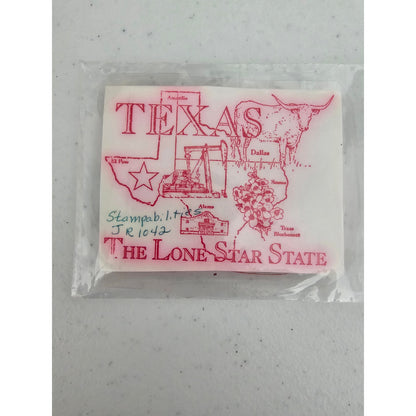 Amarillo
TEXAS
Dallas
El Paso
Alamo
Texas
Bluebonnet
Stampabilities
JR1042
THE LONE STAR STATE